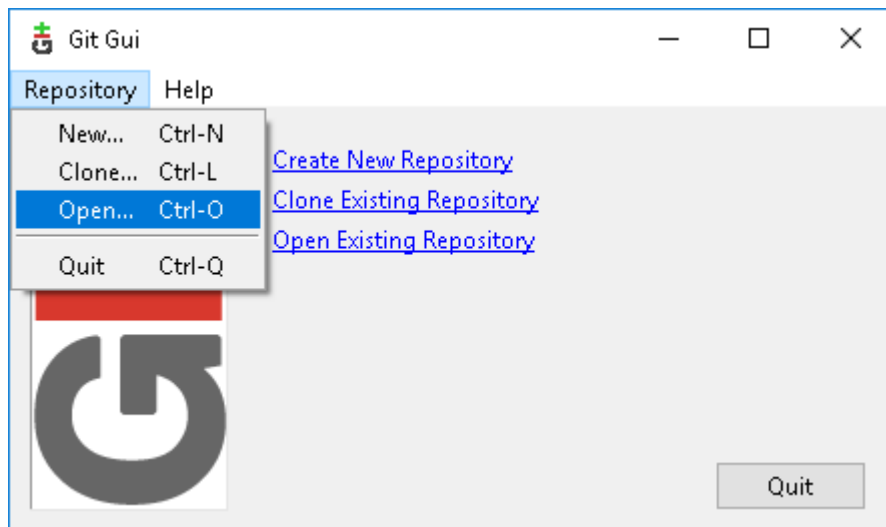 Git Gui
Repository Help
New... Ctrl-N
Clone... Ctrl-L
Open... Ctrl-O
Quit Ctrl-Q
Create New Repository
Clone Existing Repository
Open Existing Repository
Quit